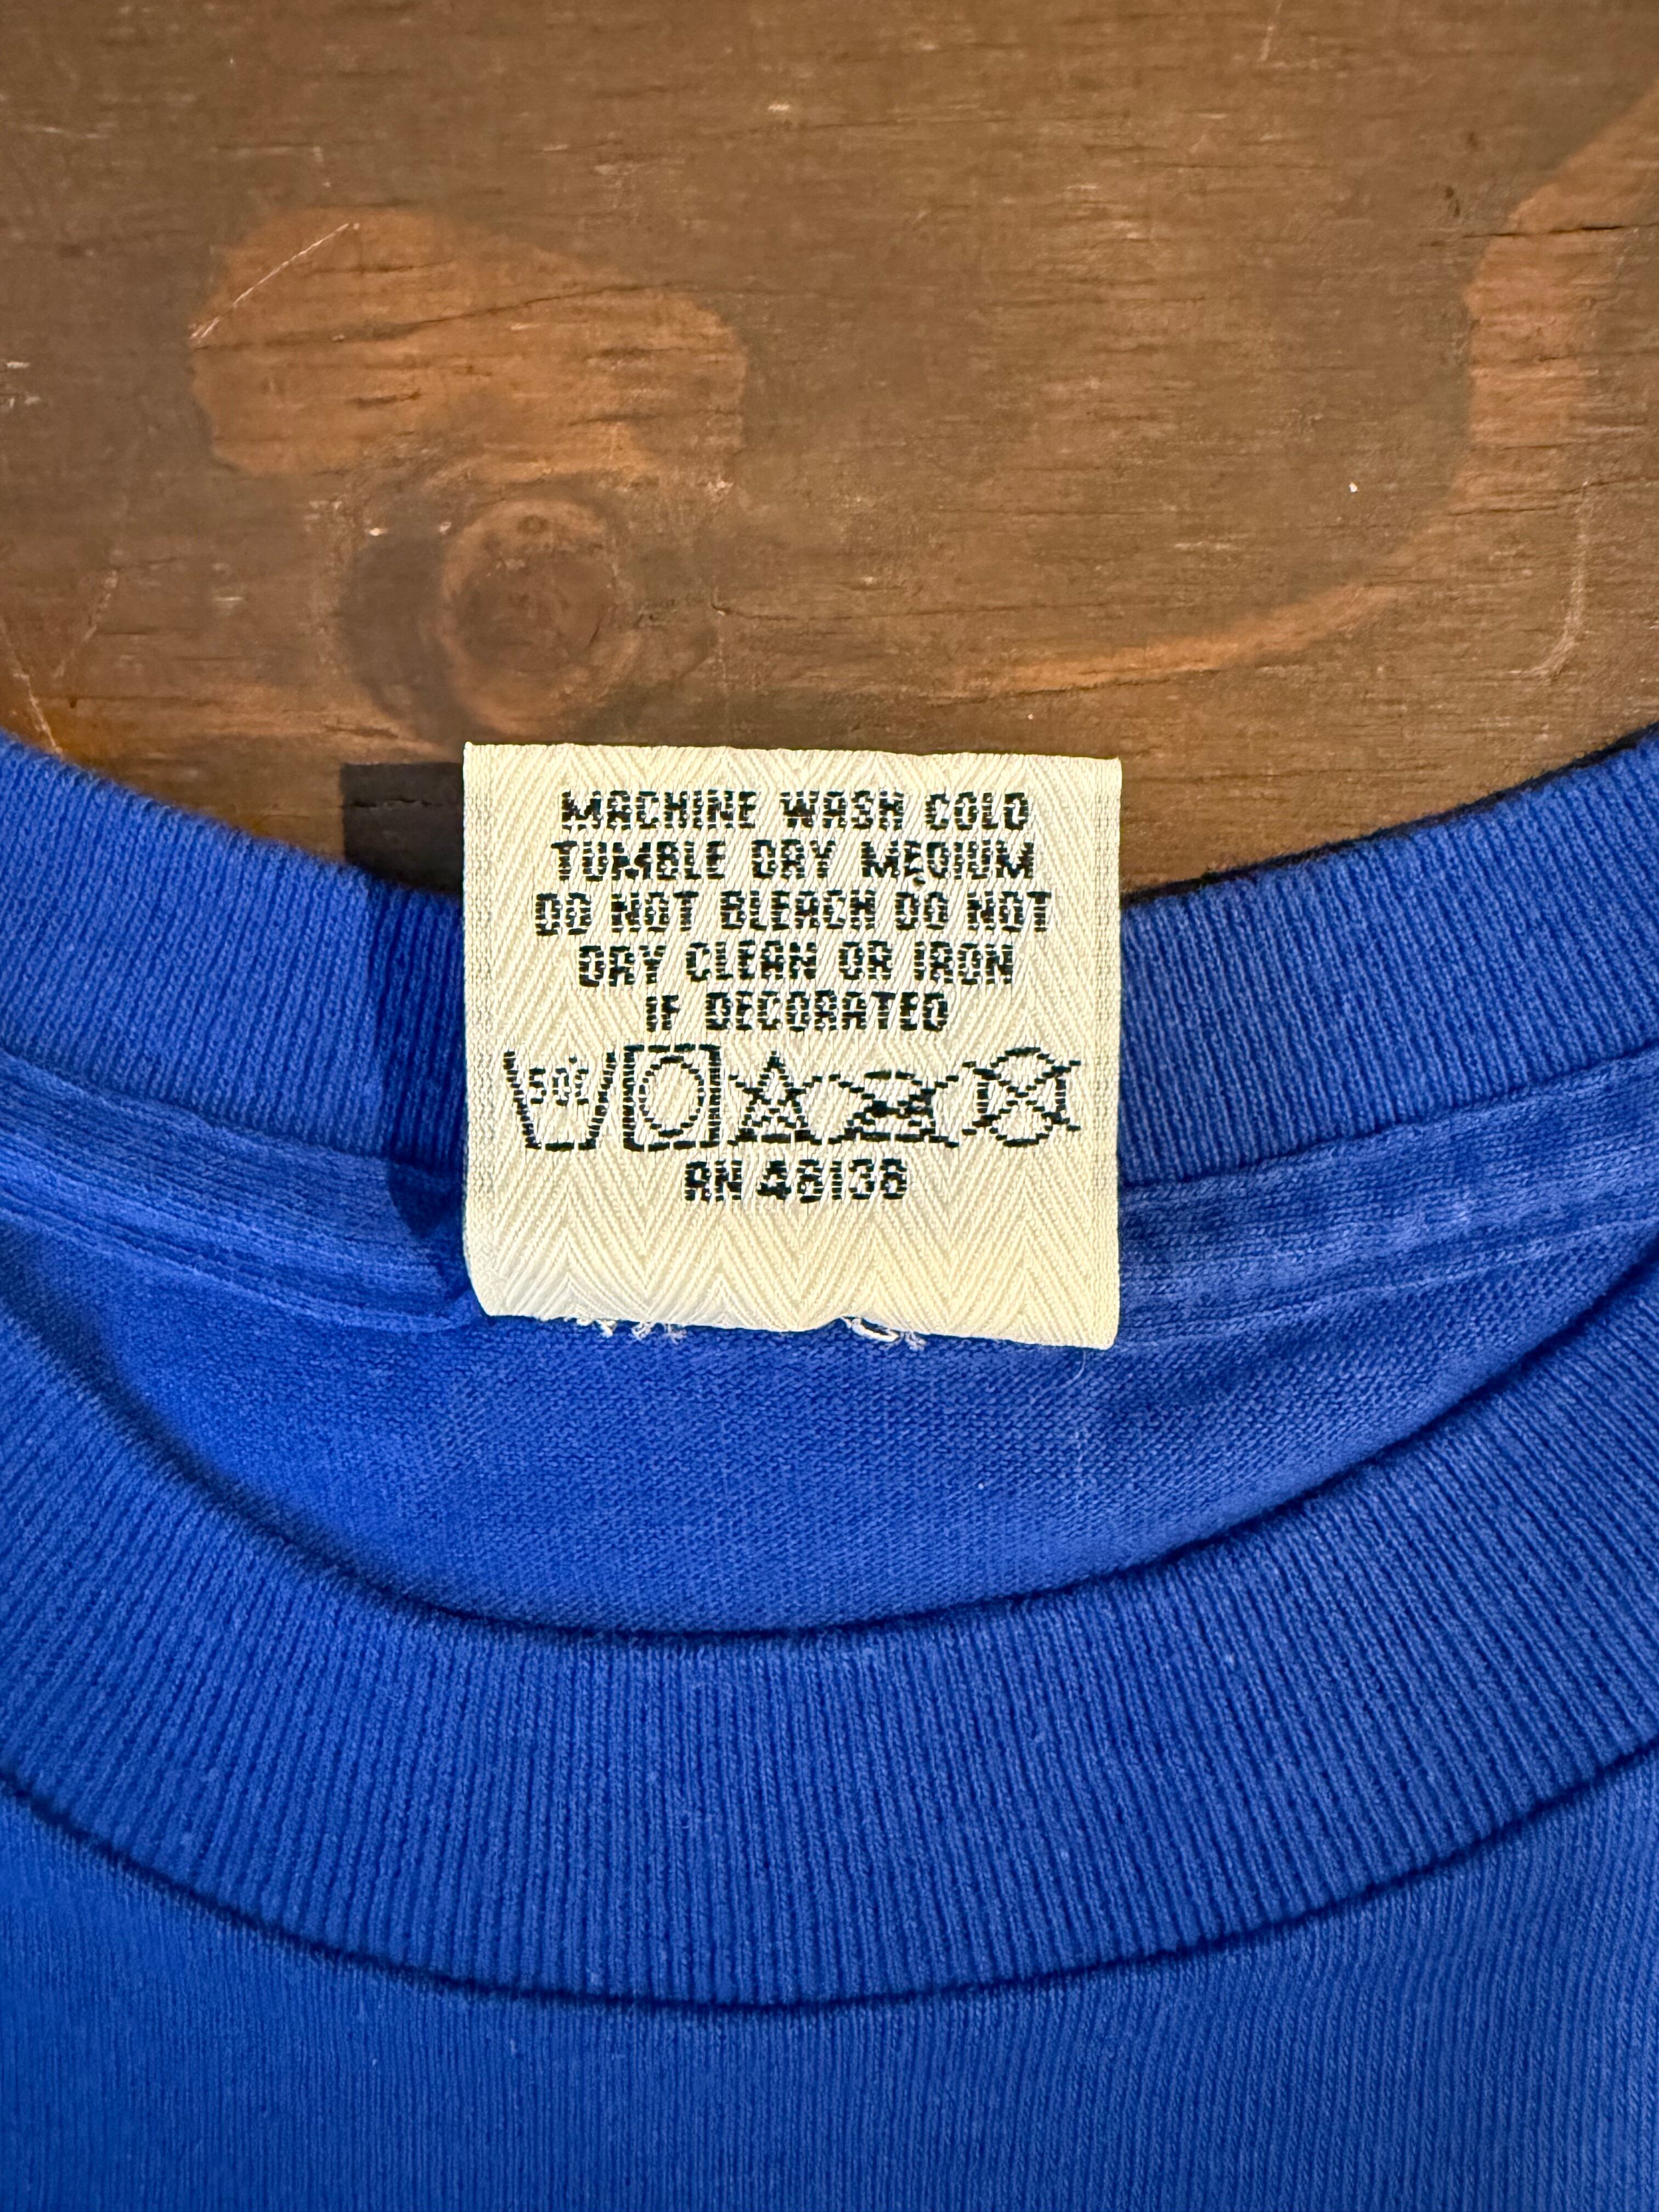 MACHINE WASH COLD
TUMBLE DRY MEDIUM
DO NOT BLEACH DO NOT
DRY CLEAN OR IRON
IF DECORATED
RN 48138